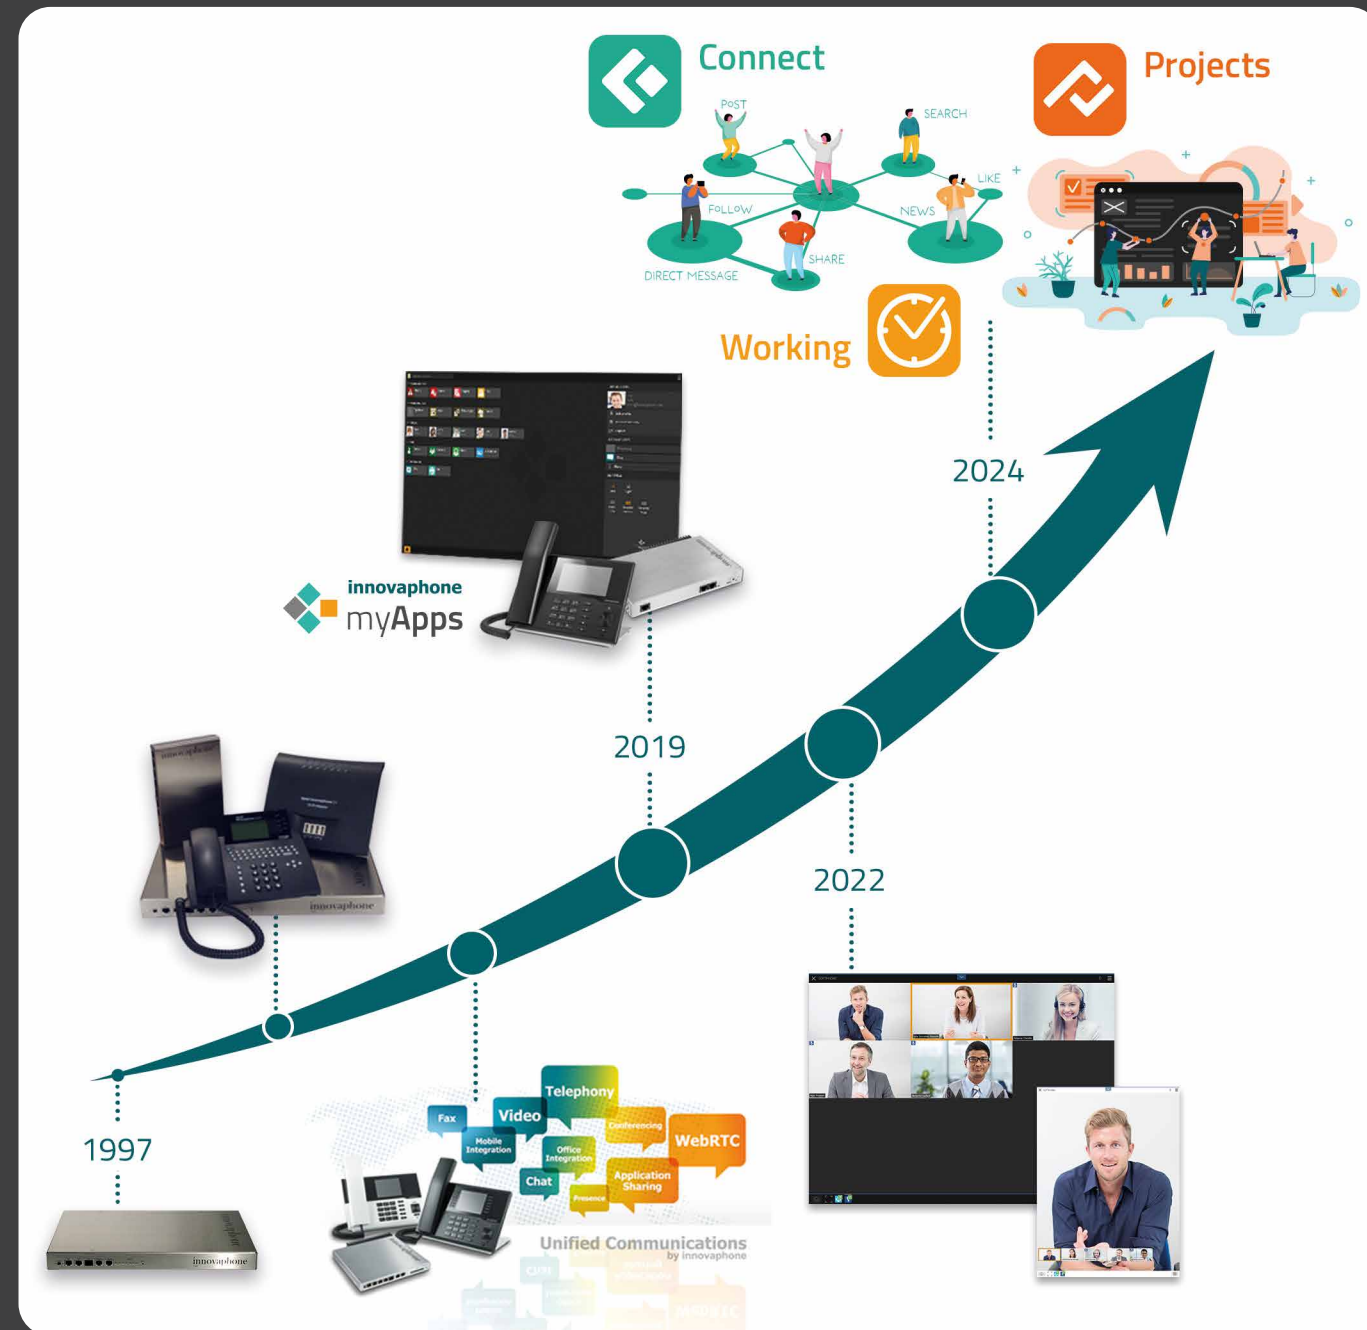 Connect
Projects
POST
SEARCH
LIKE
FOLLOW
NEWS
SHARE
DIRECT MESSAGE
Working
2024
innovaphone
myApps
2019
2022
innovaphone
1997
innovaphone
Telephony
Fax
Video
Conferencing
WebRTC
Mobile
Integration
Office
Integration
Chat
Application
Sharing
Presence
Unified Communications
by innovaphone